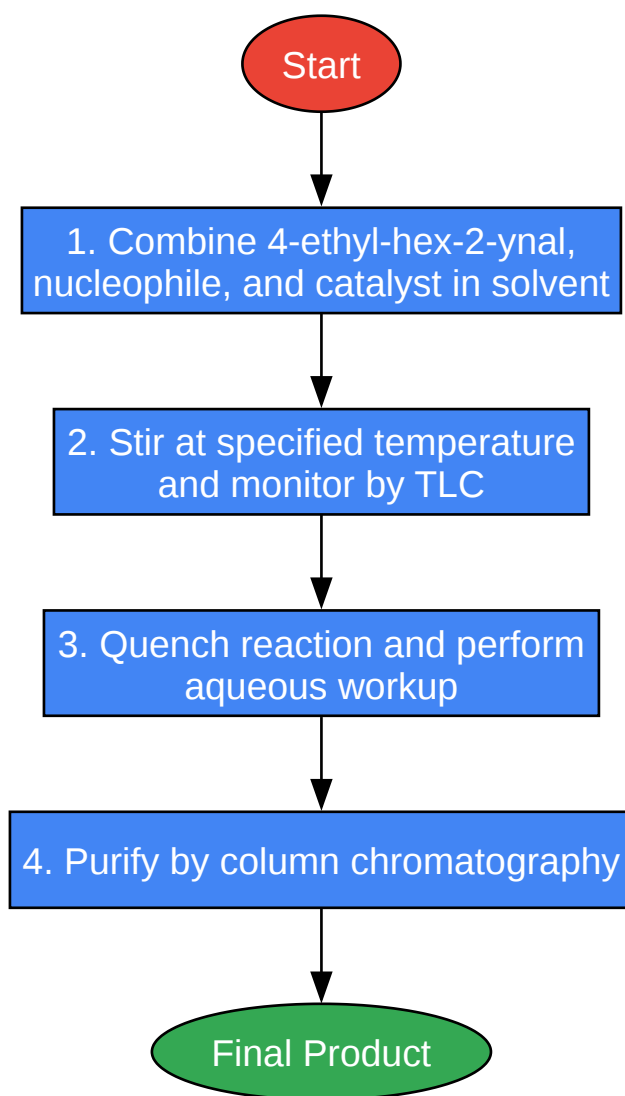 Start
1. Combine 4-ethyl-hex-2-ynal,
nucleophile, and catalyst in solvent
2. Stir at specified temperature
and monitor by TLC
3. Quench reaction and perform
aqueous workup
4. Purify by column chromatography
Final Product